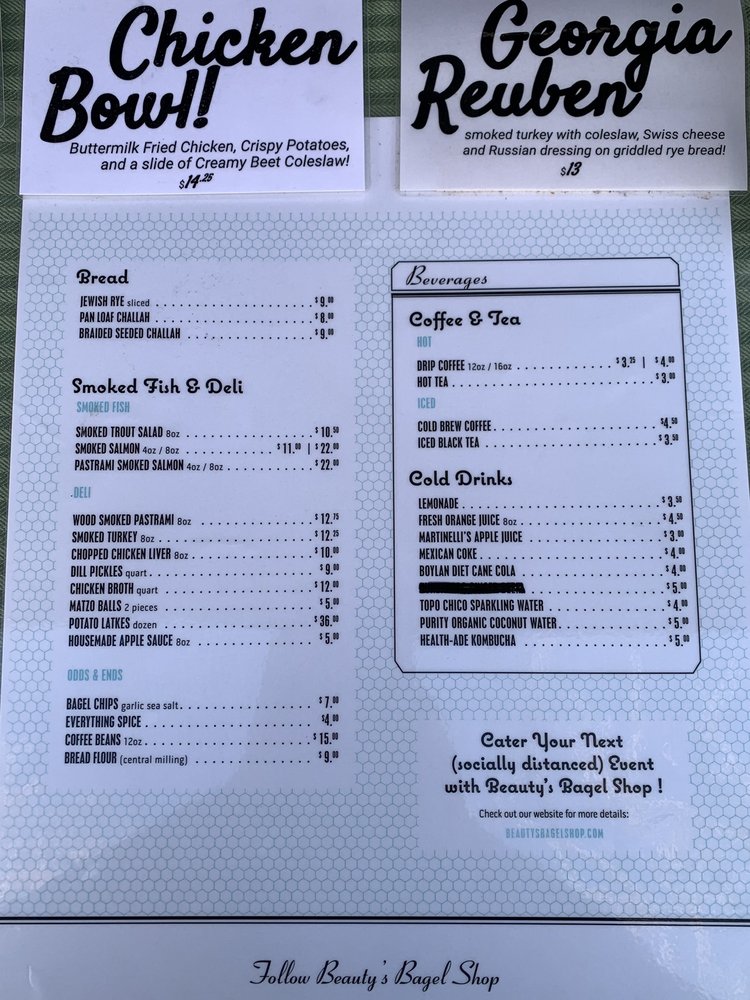 Chicken
Bowl!
Buttermilk Fried Chicken, Crispy Potatoes,
and a slide of Creamy Beet Coleslaw!
$14.25
Georgia
Reuben
smoked turkey with coleslaw, Swiss cheese
and Russian dressing on griddled rye bread!
$13
Bread
JEWISH RYE sliced $9.00
PAN LOAF CHALLAH $8.00
BRAIDED SEEDED CHALLAH $9.00
Smoked Fish & Deli
SMOKED FISH
SMOKED TROUT SALAD 8oz $10.50
SMOKED SALMON 4oz / 8oz $11.00 | $22.00
PASTRAMI SMOKED SALMON 4oz / 8oz $22.00
DELI
WOOD SMOKED PASTRAMI 8oz $12.75
SMOKED TURKEY 8oz $12.25
CHOPPED CHICKEN LIVER 8oz $10.00
DILL PICKLES quart $9.00
CHICKEN BROTH quart $12.00
MATZO BALLS 2 pieces $5.00
POTATO LATKES dozen $36.00
HOUSEMADE APPLE SAUCE 8oz $5.00
ODDS & ENDS
BAGEL CHIPS garlic sea salt $7.00
EVERYTHING SPICE $4.00
COFFEE BEANS 12oz $15.00
BREAD FLOUR (central milling) $9.00
Beverages
Coffee & Tea
HOT
DRIP COFFEE 12oz / 16oz $3.25 | $4.00
HOT TEA $3.00
ICED
COLD BREW COFFEE $4.50
ICED BLACK TEA $3.50
Cold Drinks
LEMONADE $3.50
FRESH ORANGE JUICE 8oz $4.50
MARTINELLI'S APPLE JUICE $3.00
MEXICAN COKE $4.00
BOYLAN DIET CANE COLA $4.00
$5.00
TOPO CHICO SPARKLING WATER $4.00
PURITY ORGANIC COCONUT WATER $5.00
HEALTH-ADE KOMBUCHA $5.00
Cater Your Next
(socially distanced) Event
with Beauty's Bagel Shop !
Check out our website for more details:
BEAUTYSBAGELSHOP.COM
Follow Beauty's Bagel Shop